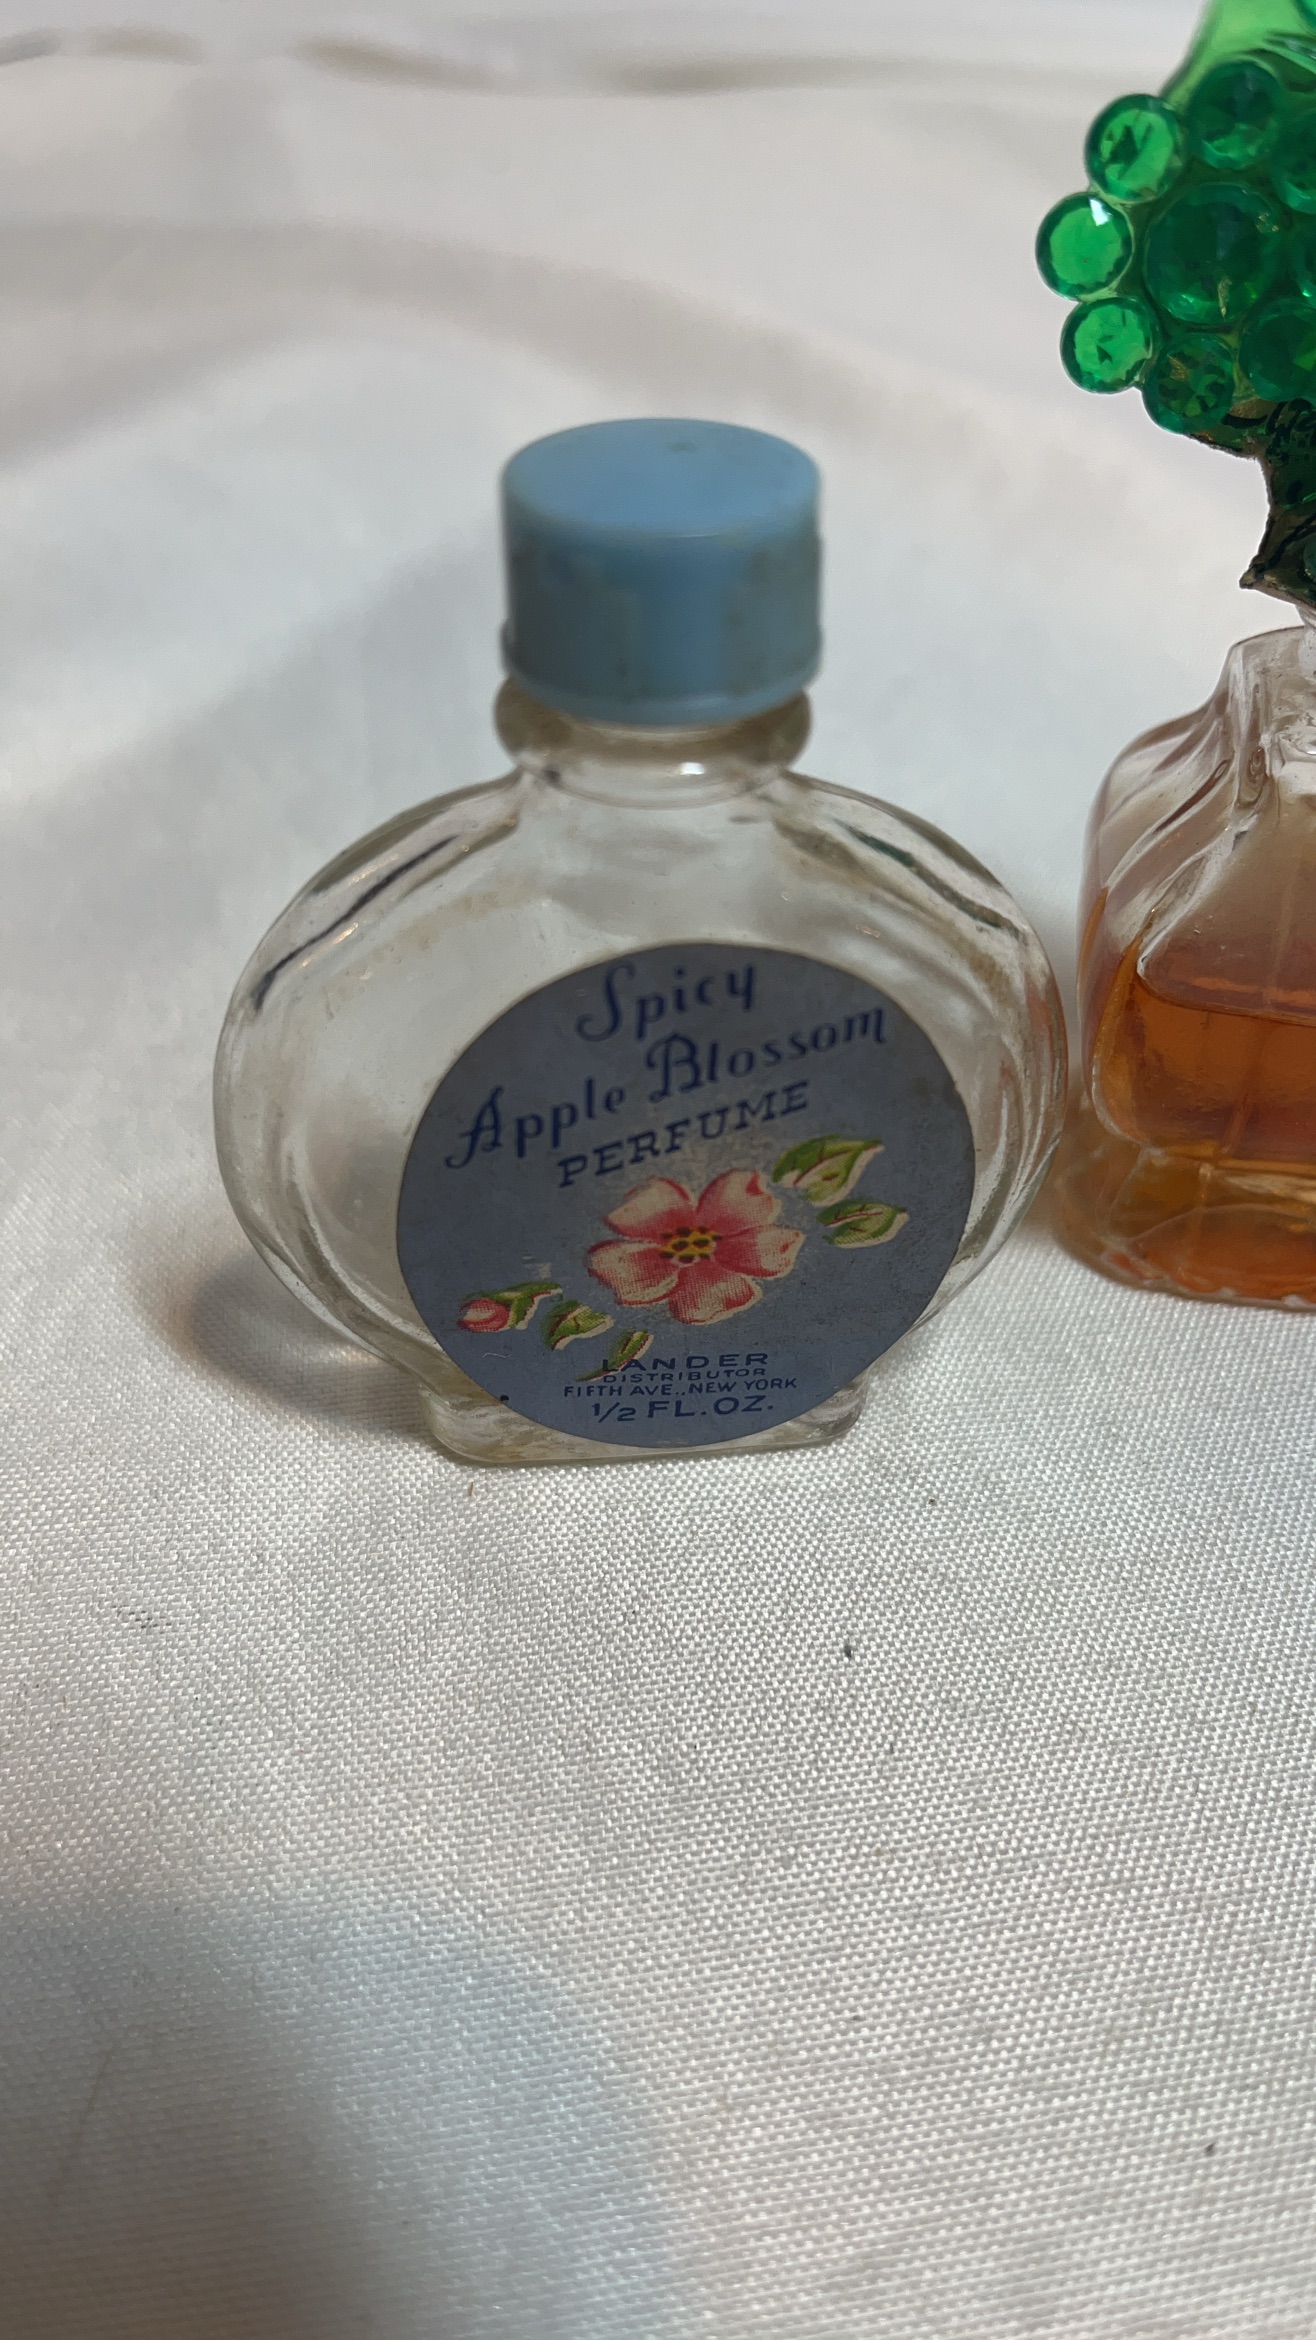 Spicy
Apple Blossom
PERFUME
LANDER
DISTRIBUTOR
FIFTH AVE., NEW YORK
1/2 FL. OZ.